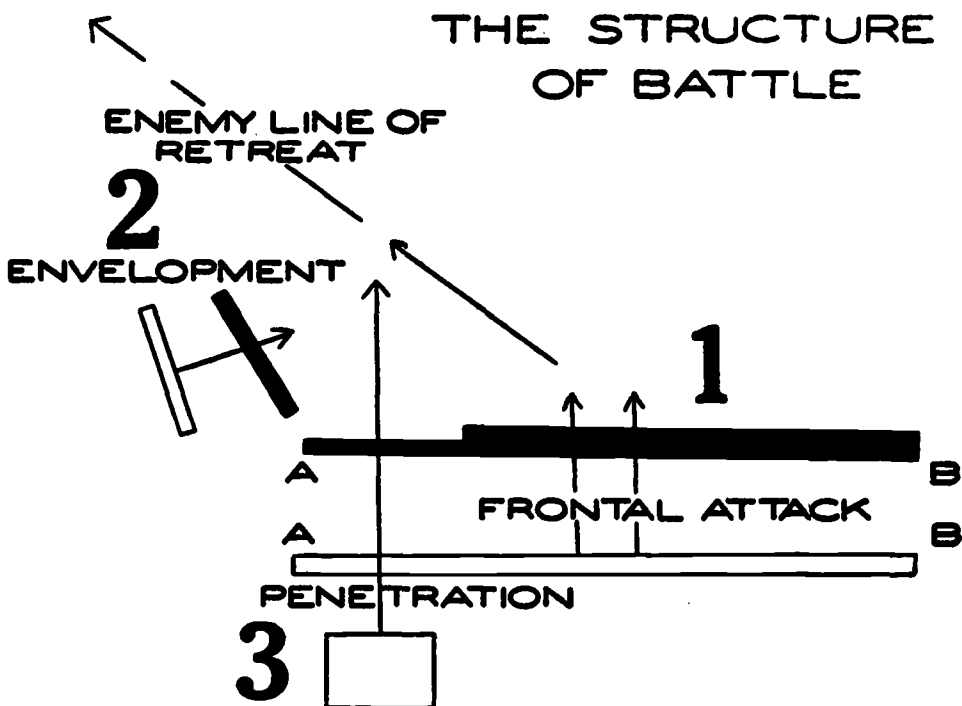 THE STRUCTURE
OF BATTLE
ENEMY LINE OF
RETREAT
2
ENVELOPMENT
1
A
B
FRONTAL ATTACK
A
B
PENETRATION
3